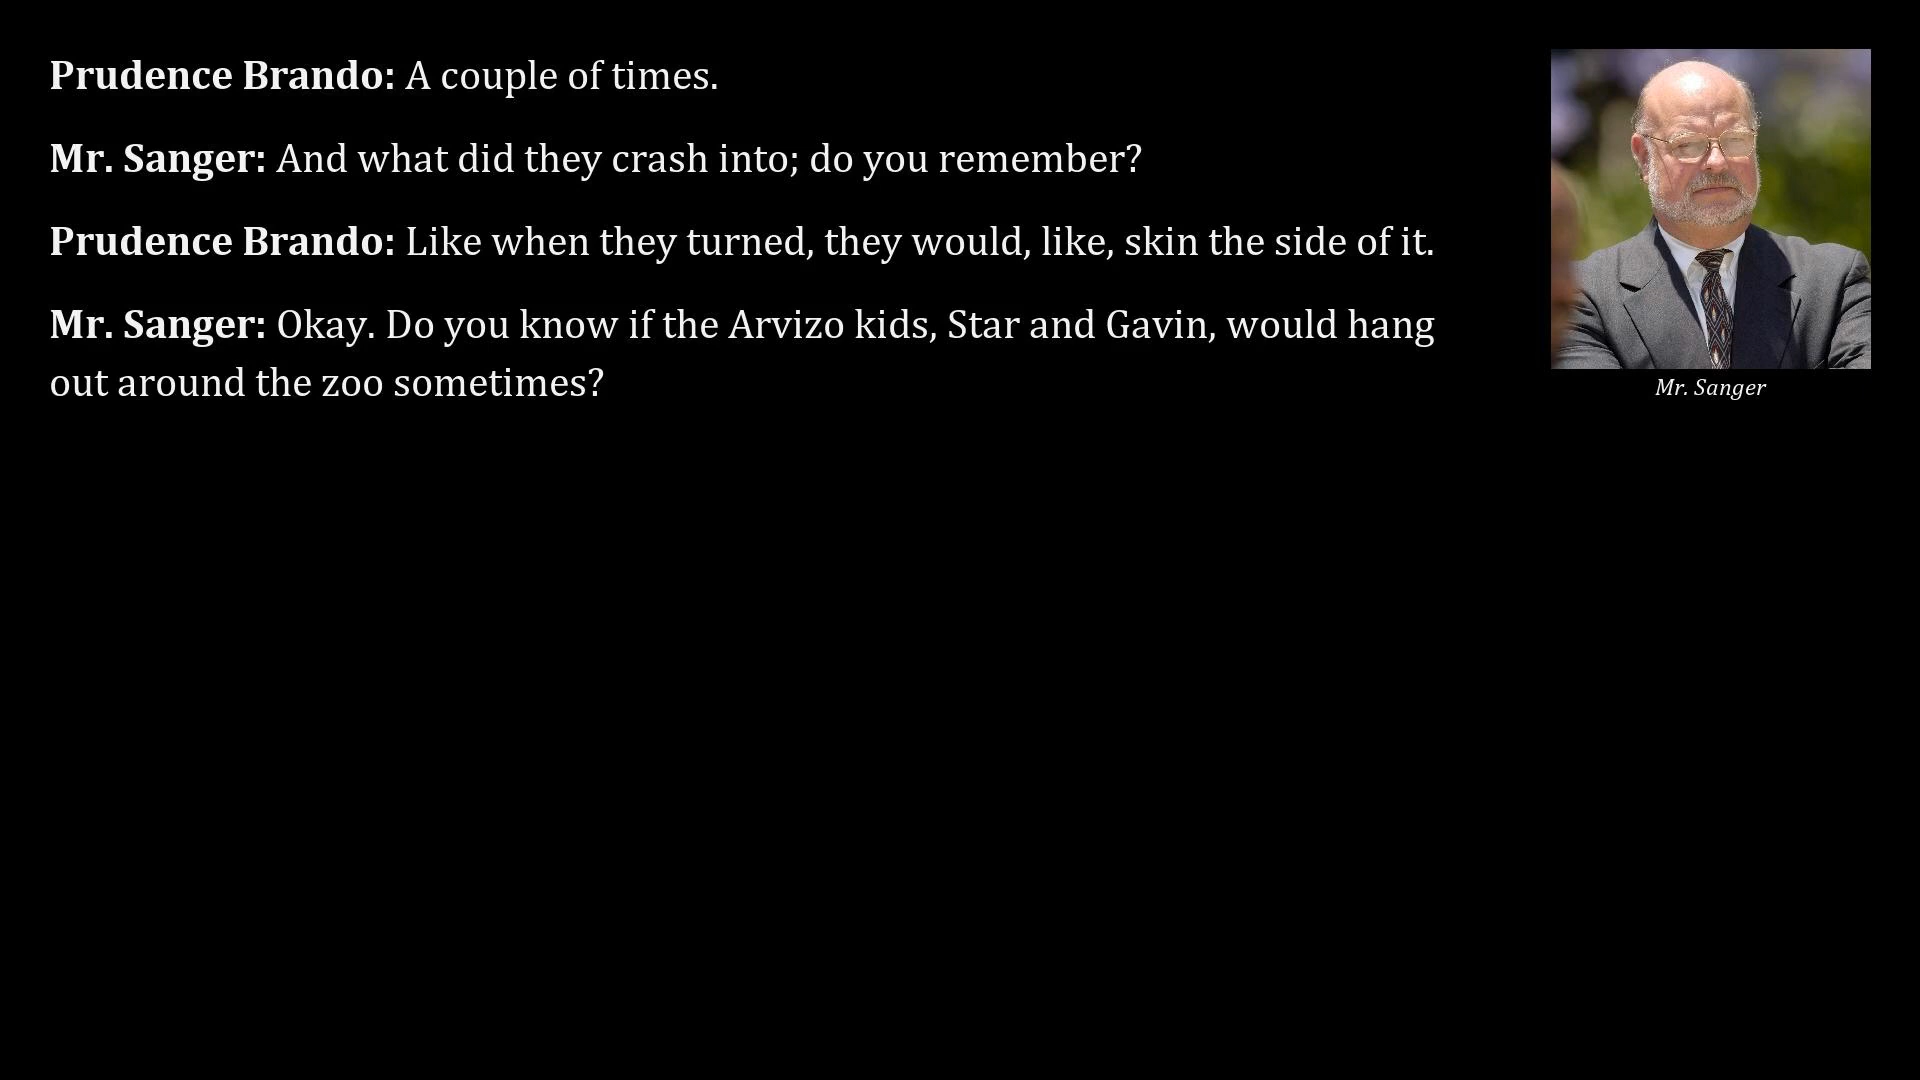 Prudence Brando: A couple of times.
Mr. Sanger: And what did they crash into; do you remember?
Prudence Brando: Like when they turned, they would, like, skin the side of it.
Mr. Sanger: Okay. Do you know if the Arvizo kids, Star and Gavin, would hang
out around the zoo sometimes?
Mr. Sanger